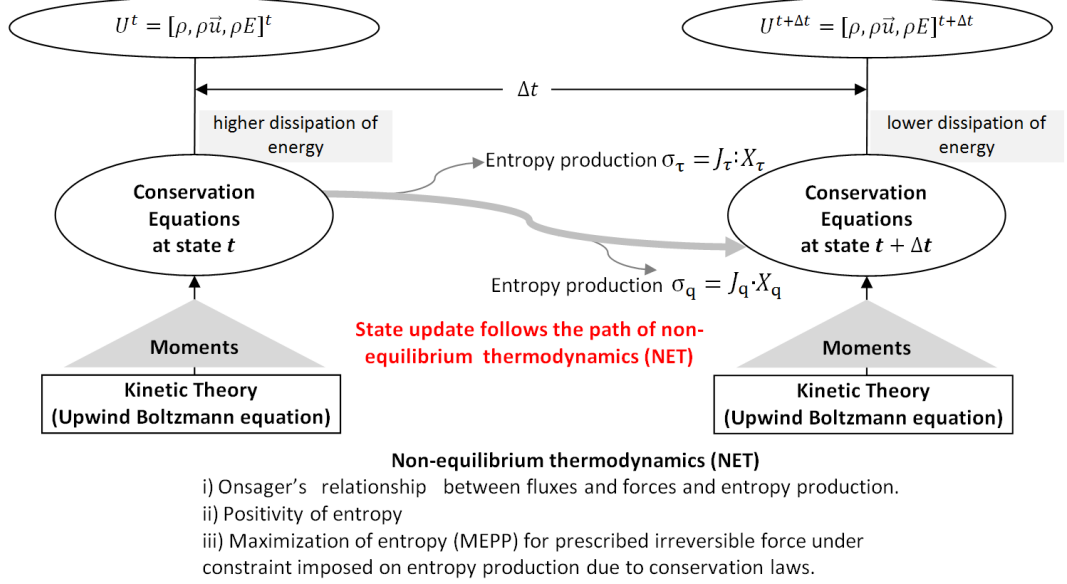 U^t = [ρ, ρu⃗, ρE]^t
U^{t+Δt} = [ρ, ρu⃗, ρE]^{t+Δt}
Δt
higher dissipation of
energy
lower dissipation of
energy
Entropy production σ_τ = J_τ:X_τ
Conservation
Equations
at state t
Conservation
Equations
at state t + Δt
Entropy production σ_q = J_q·X_q
State update follows the path of non-
equilibrium thermodynamics (NET)
Moments
Moments
Kinetic Theory
(Upwind Boltzmann equation)
Kinetic Theory
(Upwind Boltzmann equation)
Non-equilibrium thermodynamics (NET)
i) Onsager's relationship between fluxes and forces and entropy production.
ii) Positivity of entropy
iii) Maximization of entropy (MEPP) for prescribed irreversible force under
constraint imposed on entropy production due to conservation laws.